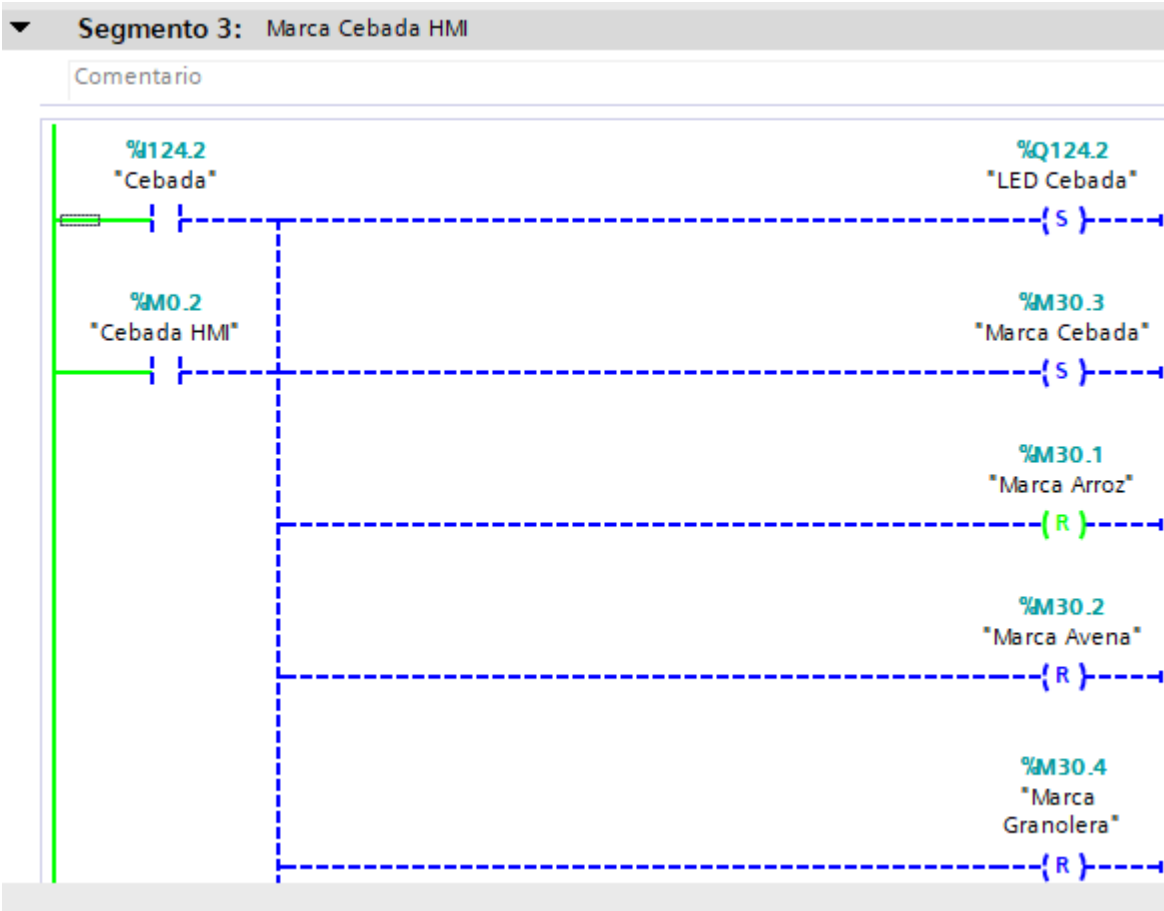 Segmento 3: Marca Cebada HMI
Comentario
%I124.2
"Cebada"
%Q124.2
"LED Cebada"
S
%M0.2
"Cebada HMI"
%M30.3
"Marca Cebada"
S
%M30.1
"Marca Arroz"
R
%M30.2
"Marca Avena"
R
%M30.4
"Marca
Granolera"
R